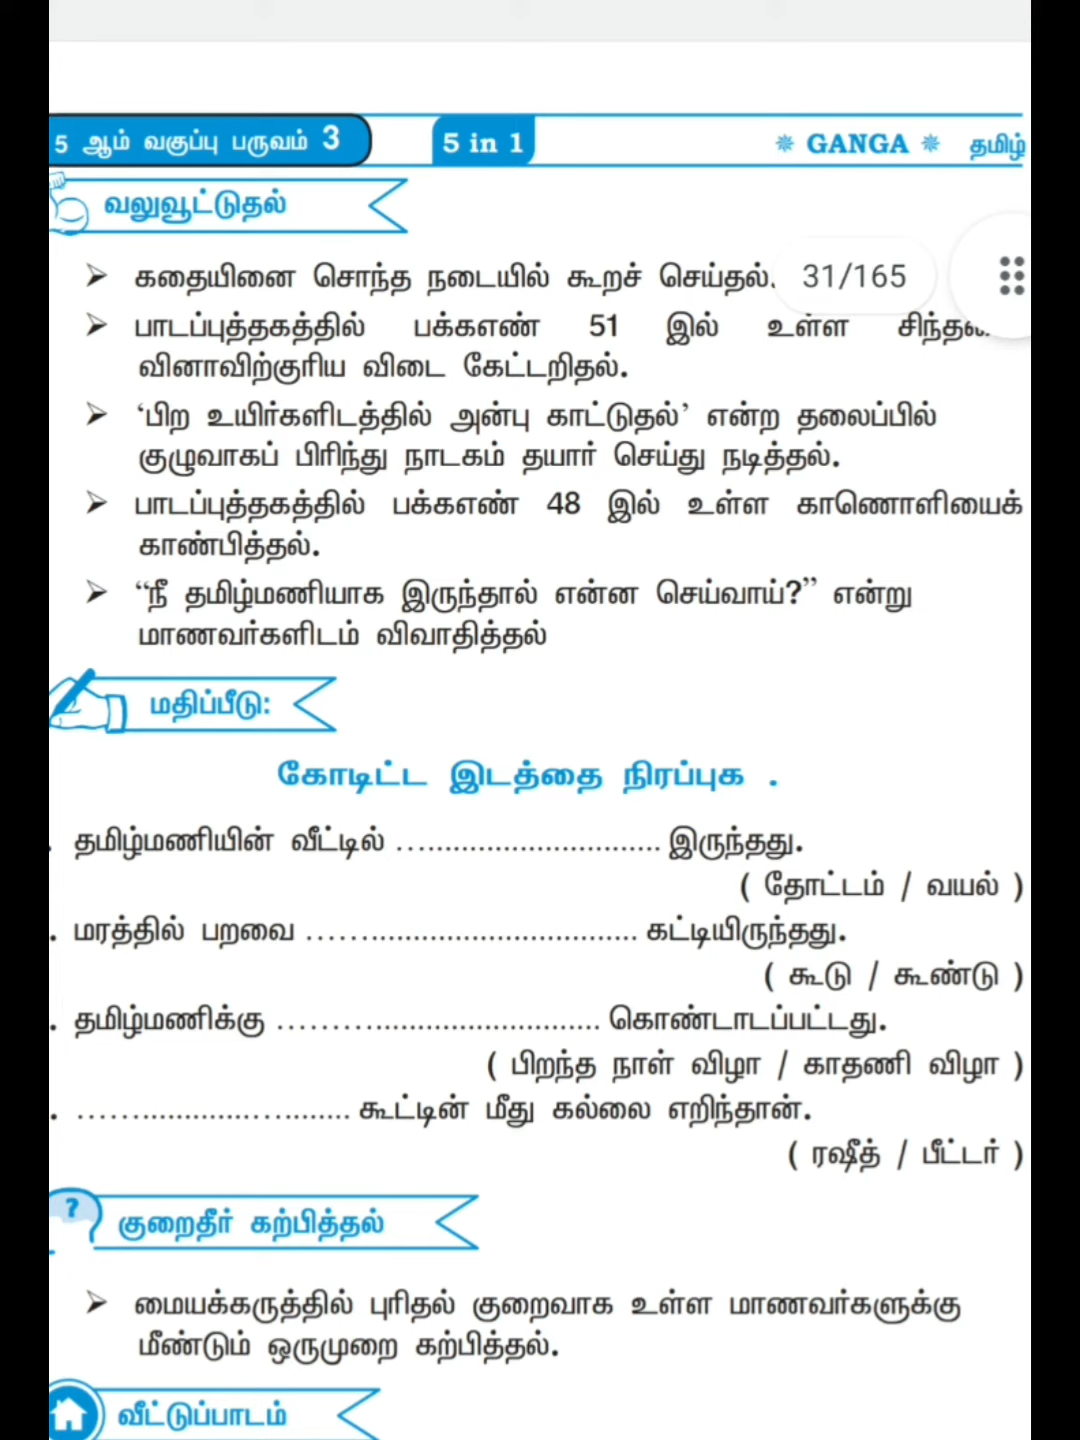 5 ஆம் வகுப்பு பருவம் 3 5 in 1 GANGA தமிழ்
வலுவூட்டுதல்
கதையினை சொந்த நடையில் கூறச் செய்தல். 31/165
பாடப்புத்தகத்தில் பக்கஎண் 51 இல் உள்ள
வினாவிற்குரிய விடை கேட்டறிதல்.
‘பிற உயிர்களிடத்தில் அன்பு காட்டுதல்’ என்ற தலைப்பில்
குழுவாகப் பிரிந்து நாடகம் தயார் செய்து நடித்தல்.
பாடப்புத்தகத்தில் பக்கஎண் 48 இல் உள்ள காணொளியைக்
காண்பித்தல்.
“நீ தமிழ்மணியாக இருந்தால் என்ன செய்வாய்?” என்று
மாணவர்களிடம் விவாதித்தல்
மதிப்பீடு:
கோடிட்ட இடத்தை நிரப்புக .
. தமிழ்மணியின் வீட்டில் ................................ இருந்தது.
( தோட்டம் / வயல் )
. மரத்தில் பறவை ....................................... கட்டியிருந்தது.
( கூடு / கூண்டு )
. தமிழ்மணிக்கு ....................................... கொண்டாடப்பட்டது.
( பிறந்த நாள் விழா / காதணி விழா )
. ................................ கூட்டின் மீது கல்லை எறிந்தான்.
( ரஷீத் / பீட்டர் )
? குறைதீர் கற்பித்தல்
மையக்கருத்தில் புரிதல் குறைவாக உள்ள மாணவர்களுக்கு
மீண்டும் ஒருமுறை கற்பித்தல்.
வீட்டுப்பாடம்